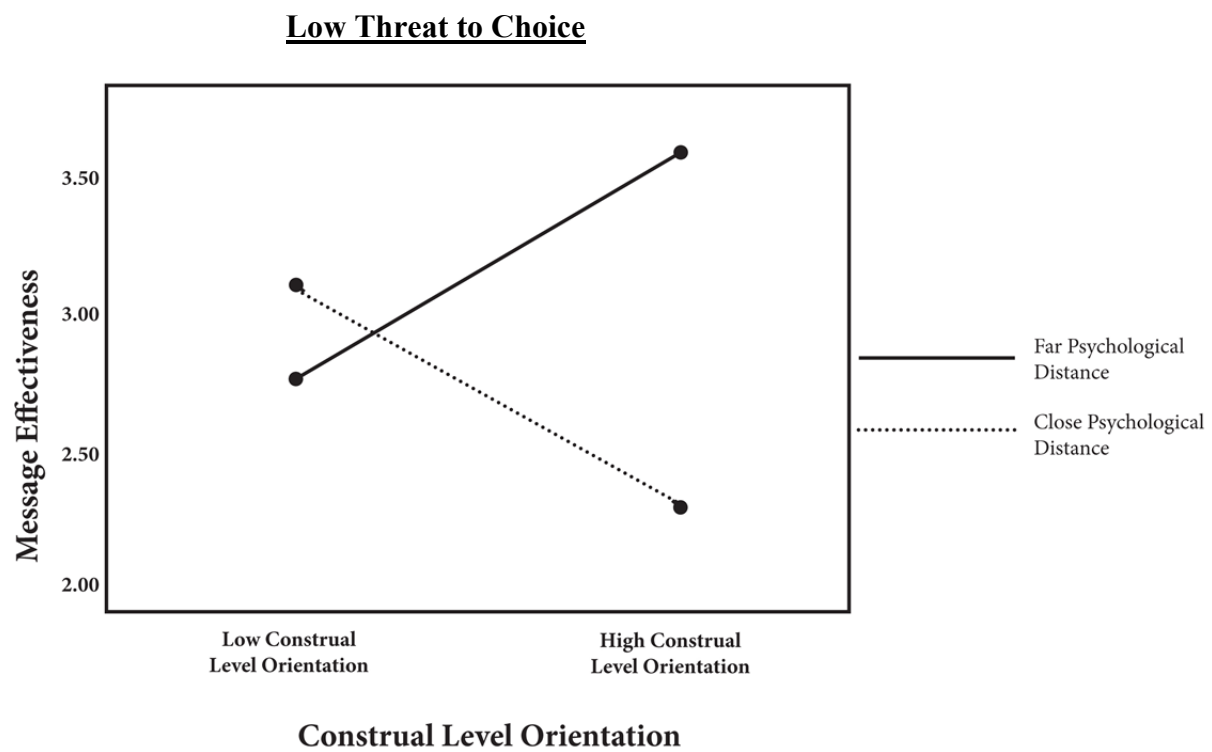 Low Threat to Choice
3.50
3.00
2.50
2.00
Message Effectiveness
Low Construal
Level Orientation
High Construal
Level Orientation
Construal Level Orientation
Far Psychological
Distance
Close Psychological
Distance